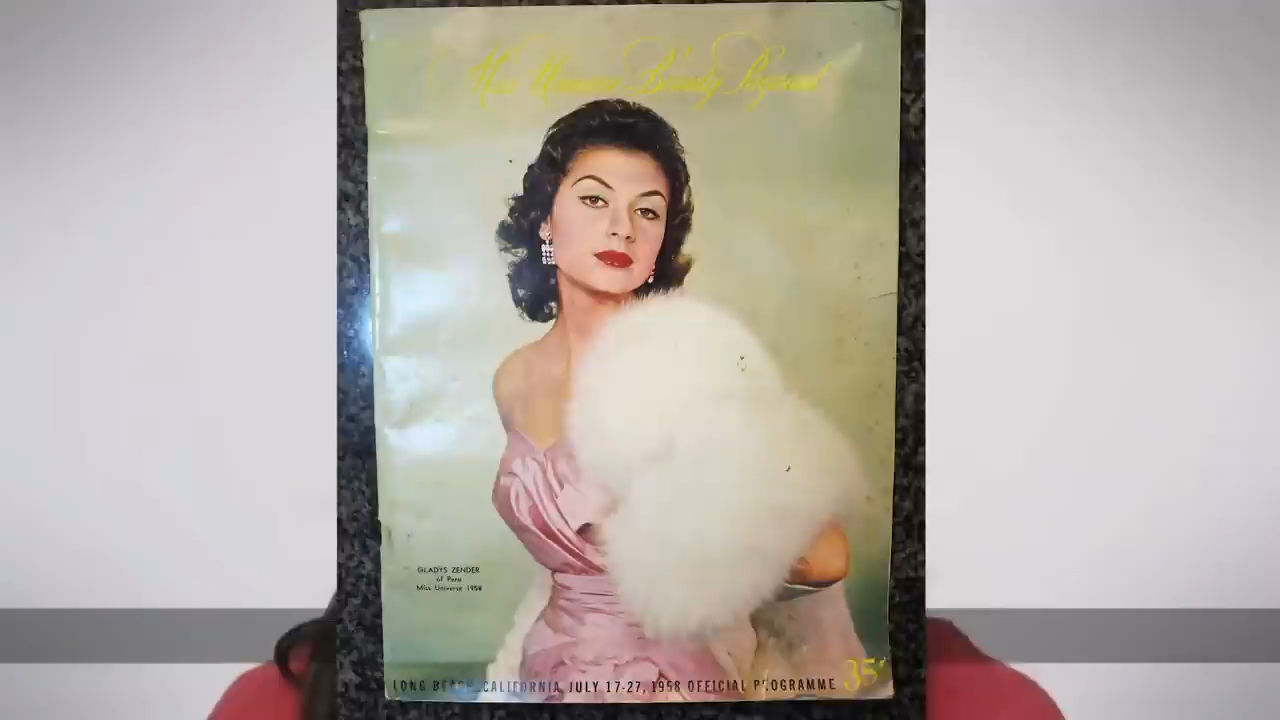 Miss Universe Beauty Pageant
GLADYS ZENDER
of Peru
Miss Universe 1958
LONG BEACH, CALIFORNIA, JULY 17-27, 1958 OFFICIAL PROGRAMME 35¢